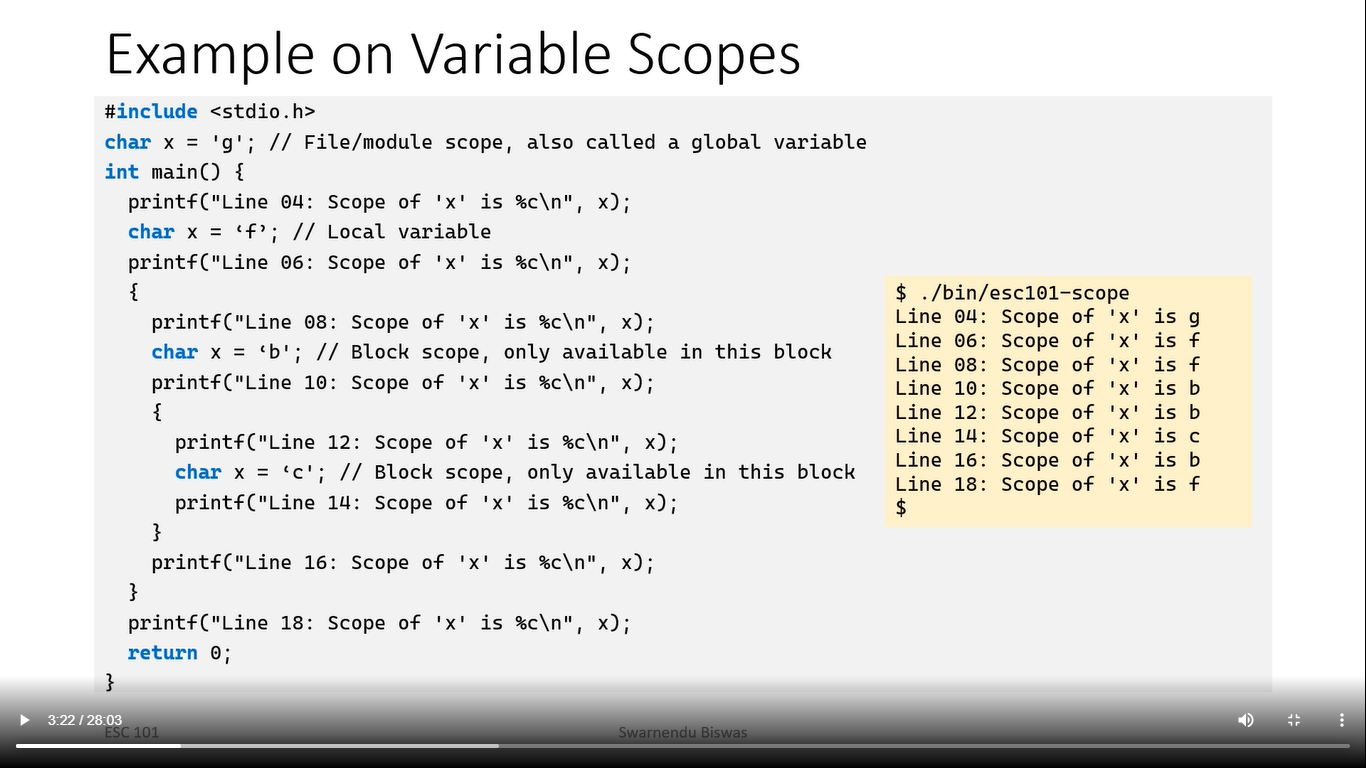 Example on Variable Scopes
#include <stdio.h>
char x = 'g'; // File/module scope, also called a global variable
int main() {
  printf("Line 04: Scope of 'x' is %c\n", x);
  char x = ‘f’; // Local variable
  printf("Line 06: Scope of 'x' is %c\n", x);
  {
    printf("Line 08: Scope of 'x' is %c\n", x);
    char x = ‘b'; // Block scope, only available in this block
    printf("Line 10: Scope of 'x' is %c\n", x);
    {
      printf("Line 12: Scope of 'x' is %c\n", x);
      char x = ‘c'; // Block scope, only available in this block
      printf("Line 14: Scope of 'x' is %c\n", x);
    }
    printf("Line 16: Scope of 'x' is %c\n", x);
  }
  printf("Line 18: Scope of 'x' is %c\n", x);
  return 0;
}
$ ./bin/esc101-scope
Line 04: Scope of 'x' is g
Line 06: Scope of 'x' is f
Line 08: Scope of 'x' is f
Line 10: Scope of 'x' is b
Line 12: Scope of 'x' is b
Line 14: Scope of 'x' is c
Line 16: Scope of 'x' is b
Line 18: Scope of 'x' is f
$
3:22 / 28:03
ESC 101
Swarnendu Biswas